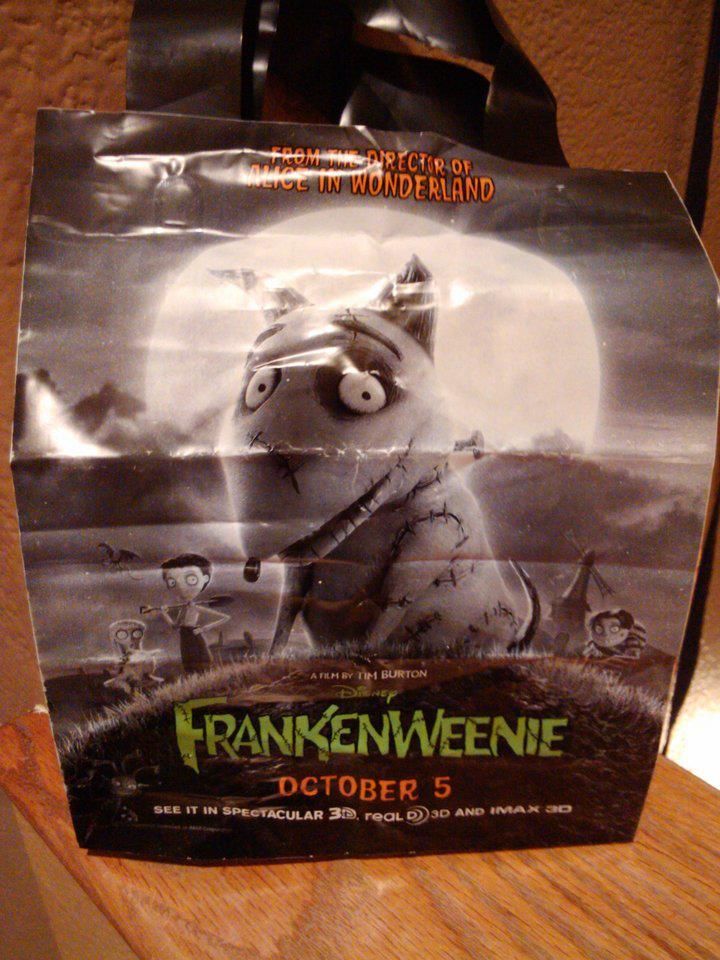 FROM THE DIRECTOR OF
ALICE IN WONDERLAND
A FILM BY TIM BURTON
DISNEY
FRANKENWEENIE
OCTOBER 5
SEE IT IN SPECTACULAR 3D, REAL D 3D AND IMAX 3D